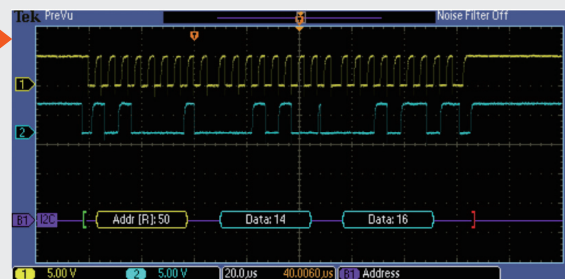 Tek PreVu Noise Filter Off
T
T
1
2
B1 I2C [ Addr [R]: 50 Data: 14 Data: 16 ]
1 5.00 V 2 5.00 V 20.0 µs 40.0060 µs B1 Address